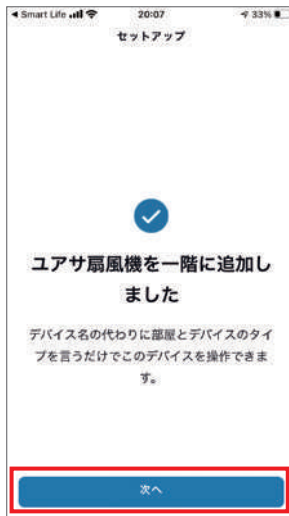 Smart Life 20:07 33%
セットアップ
ユアサ扇風機を一階に追加し
ました
デバイス名の代わりに部屋とデバイスのタイ
プを言うだけでこのデバイスを操作できま
す。
次へ